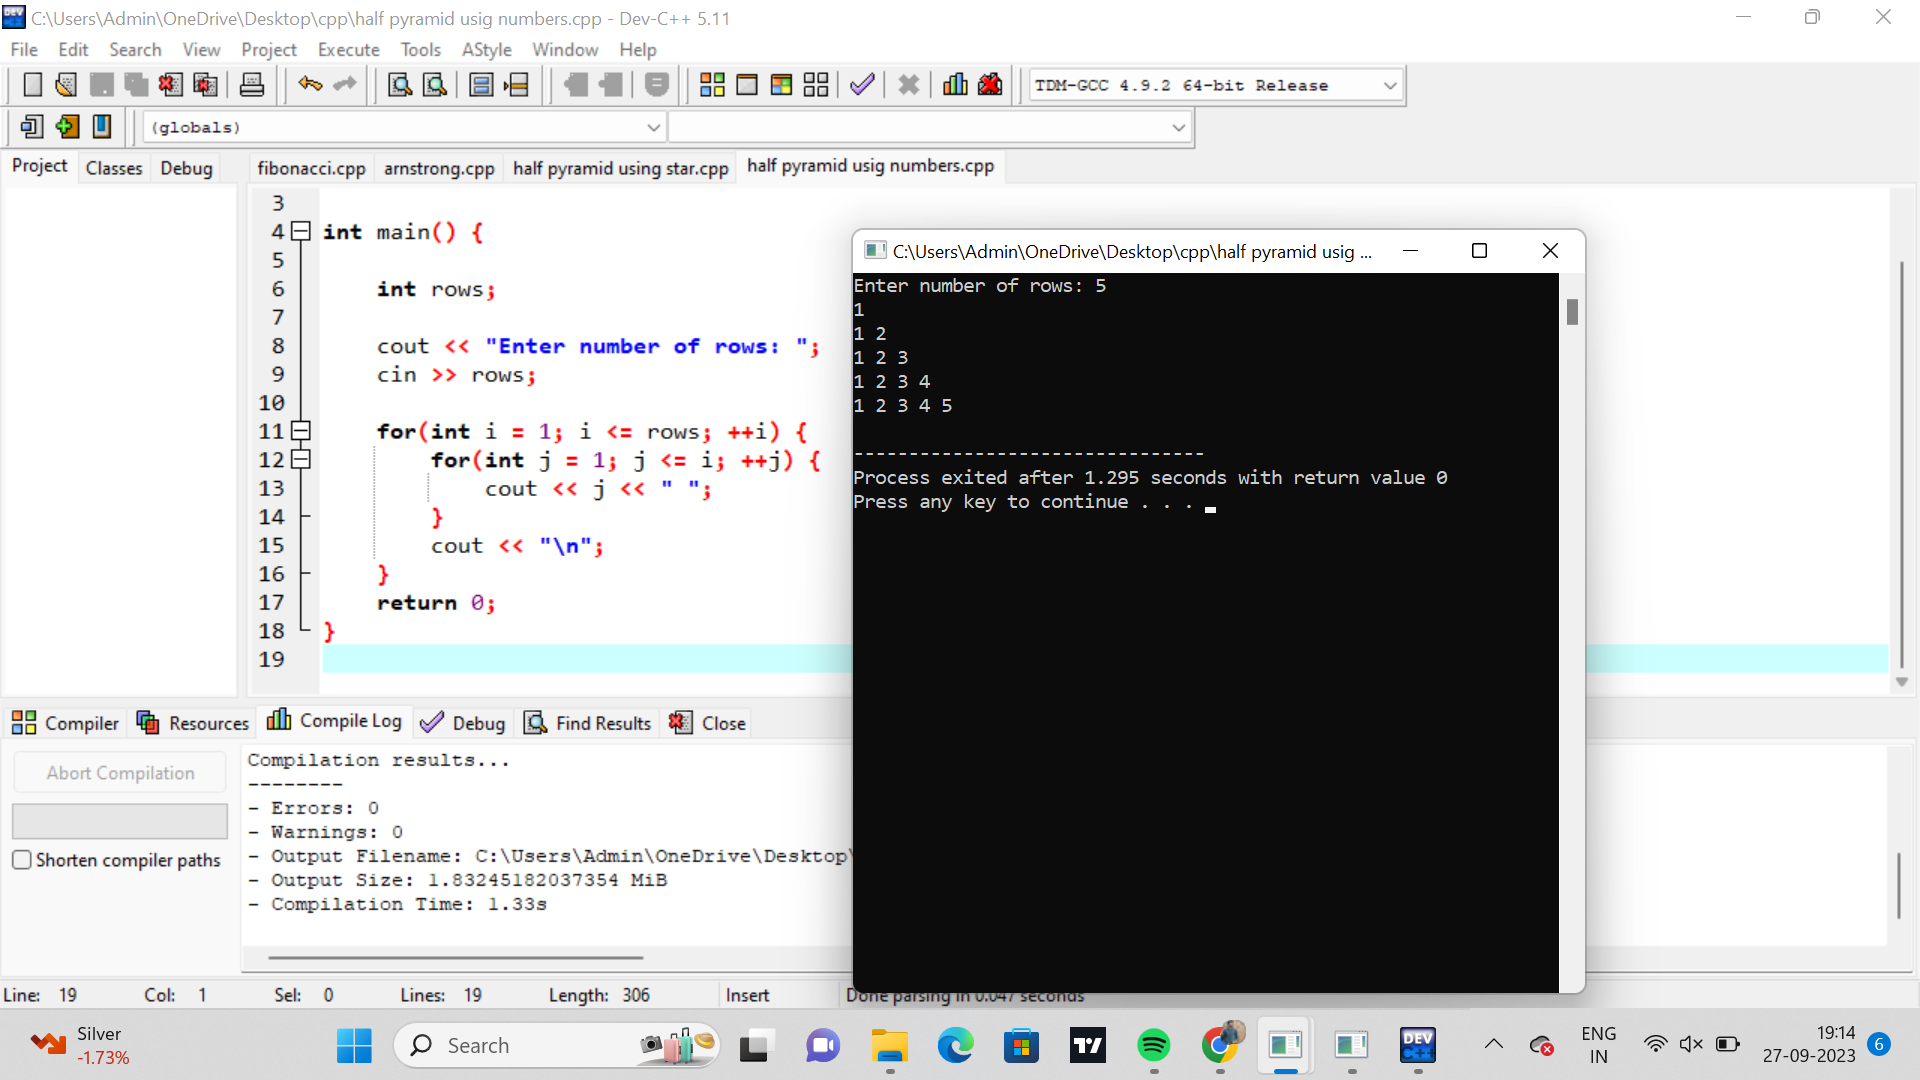 C:\Users\Admin\OneDrive\Desktop\cpp\half pyramid usig numbers.cpp - Dev-C++ 5.11
File Edit Search View Project Execute Tools AStyle Window Help
TDM-GCC 4.9.2 64-bit Release
(globals)
Project Classes Debug
fibonacci.cpp arnstrong.cpp half pyramid using star.cpp half pyramid usig numbers.cpp
3
4 int main() {
5
6 int rows;
7
8 cout << "Enter number of rows: ";
9 cin >> rows;
10
11 for(int i = 1; i <= rows; ++i) {
12 for(int j = 1; j <= i; ++j) {
13 cout << j << " ";
14 }
15 cout << "\n";
16 }
17 return 0;
18 }
19
C:\Users\Admin\OneDrive\Desktop\cpp\half pyramid usig ...
Enter number of rows: 5
1
1 2
1 2 3
1 2 3 4
1 2 3 4 5
--------------------------------
Process exited after 1.295 seconds with return value 0
Press any key to continue . . .
Compiler Resources Compile Log Debug Find Results Close
Abort Compilation
Shorten compiler paths
Compilation results...
--------
- Errors: 0
- Warnings: 0
- Output Filename: C:\Users\Admin\OneDrive\Desktop\
- Output Size: 1.83245182037354 MiB
- Compilation Time: 1.33s
Line: 19 Col: 1 Sel: 0 Lines: 19 Length: 306 Insert Done parsing in 0.047 seconds
Silver
-1.73%
Search
DEV
C++
ENG
IN
19:14
27-09-2023
6